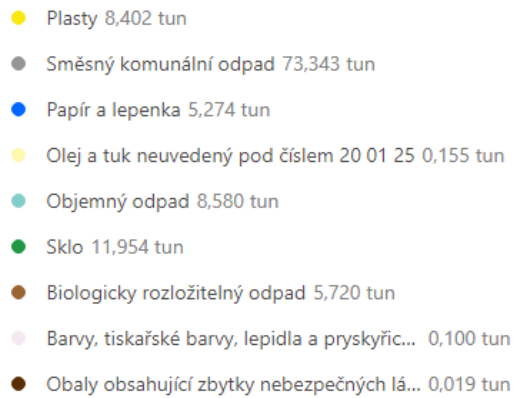 Plasty 8,402 tun
Směsný komunální odpad 73,343 tun
Papír a lepenka 5,274 tun
Olej a tuk neuvedený pod číslem 20 01 25 0,155 tun
Objemný odpad 8,580 tun
Sklo 11,954 tun
Biologicky rozložitelný odpad 5,720 tun
Barvy, tiskařské barvy, lepidla a pryskyřic... 0,100 tun
Obaly obsahující zbytky nebezpečných lá... 0,019 tun